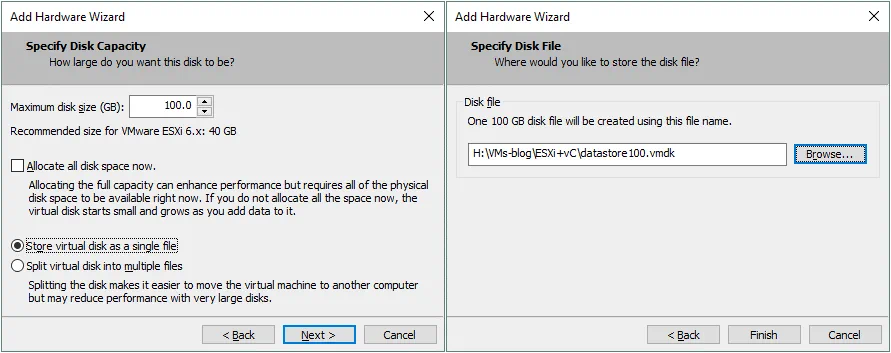 Add Hardware Wizard
Specify Disk Capacity
How large do you want this disk to be?
Maximum disk size (GB): 100.0
Recommended size for VMware ESXi 6.x: 40 GB
Allocate all disk space now.
Allocating the full capacity can enhance performance but requires all of the physical
disk space to be available right now. If you do not allocate all the space now, the
virtual disk starts small and grows as you add data to it.
Store virtual disk as a single file
Split virtual disk into multiple files
Splitting the disk makes it easier to move the virtual machine to another computer
but may reduce performance with very large disks.
< Back Next > Cancel
Add Hardware Wizard
Specify Disk File
Where would you like to store the disk file?
Disk file
One 100 GB disk file will be created using this file name.
H:\VMs-blog\ESXi+vC\datastore100.vmdk Browse...
< Back Finish Cancel